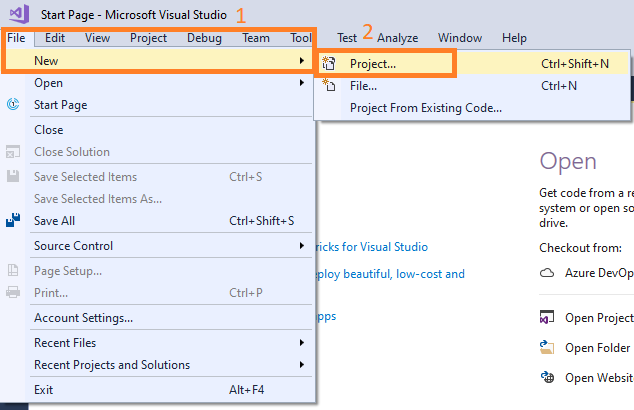 Start Page - Microsoft Visual Studio
1
File Edit View Project Debug Team Tool Test Analyze Window Help
2
New
Project... Ctrl+Shift+N
Open
File... Ctrl+N
Start Page
Project From Existing Code...
Close
Close Solution
Save Selected Items Ctrl+S
Save Selected Items As...
Save All Ctrl+Shift+S
Source Control
Page Setup...
Print... Ctrl+P
Account Settings...
Recent Files
Recent Projects and Solutions
Exit Alt+F4
ricks for Visual Studio
ploy beautiful, low-cost and
apps
Open
Get code from a re
system or open so
drive.
Checkout from:
Azure DevOp
Open Project
Open Folder
Open Website